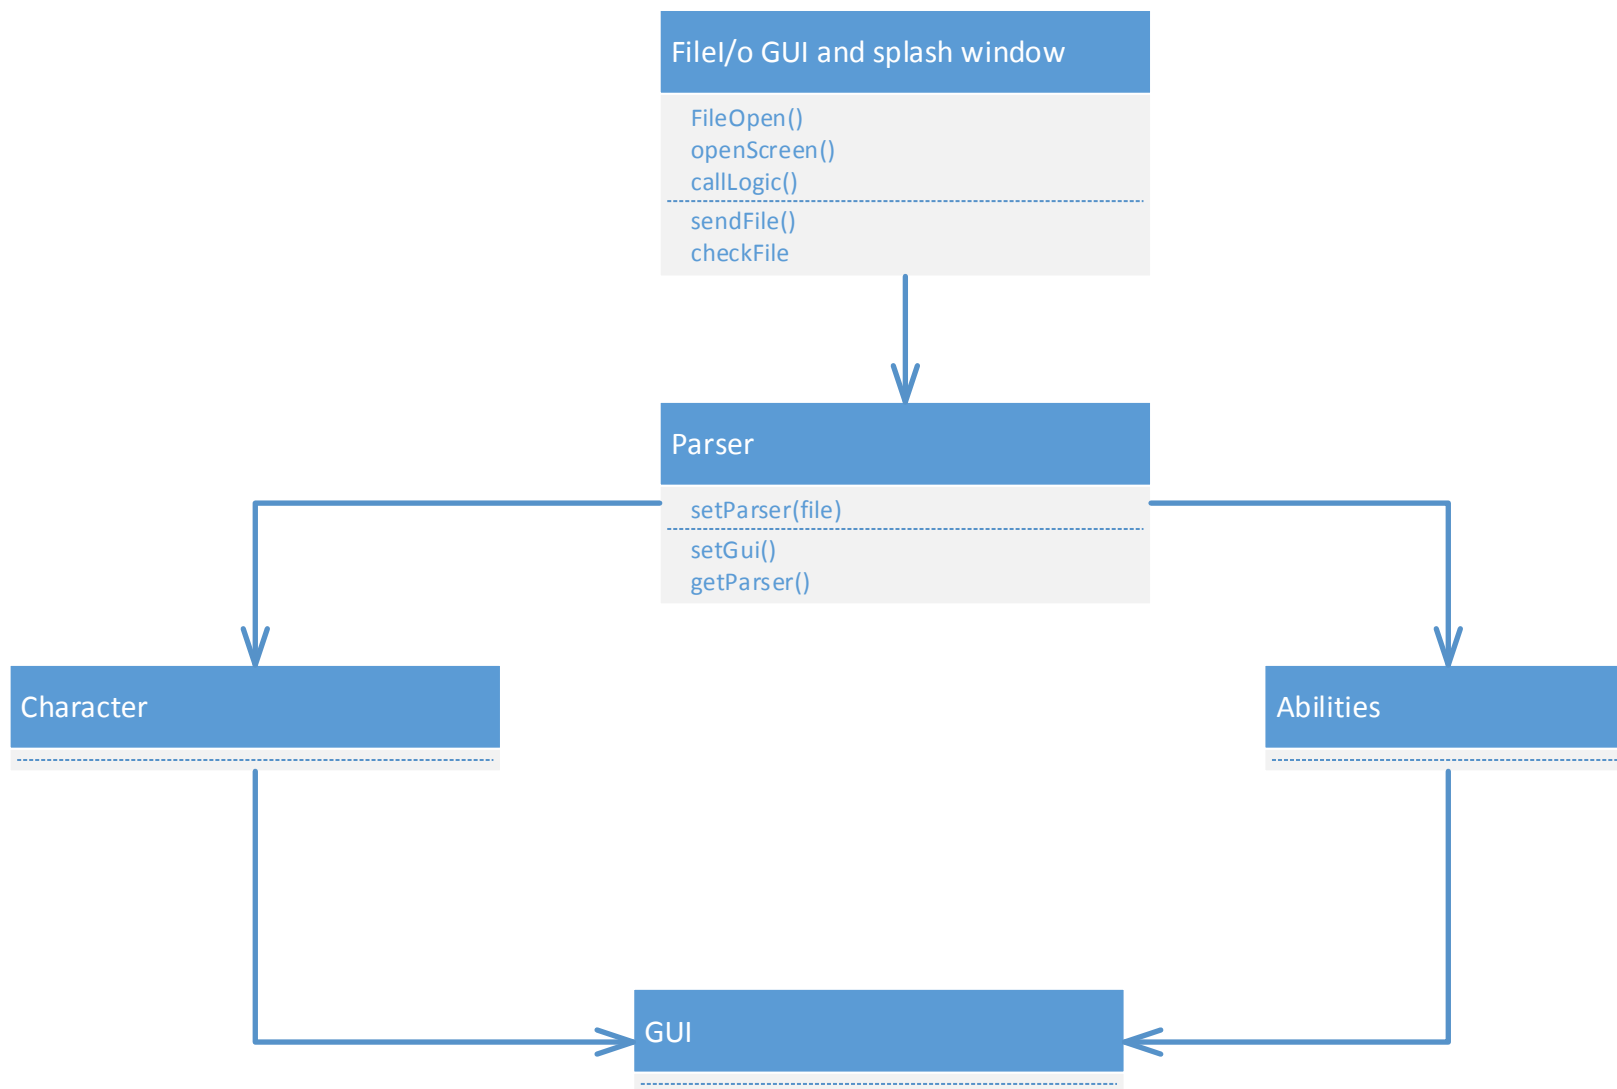 FileI/o GUI and splash window
FileOpen()
openScreen()
callLogic()
sendFile()
checkFile
Parser
setParser(file)
setGui()
getParser()
Character
Abilities
GUI